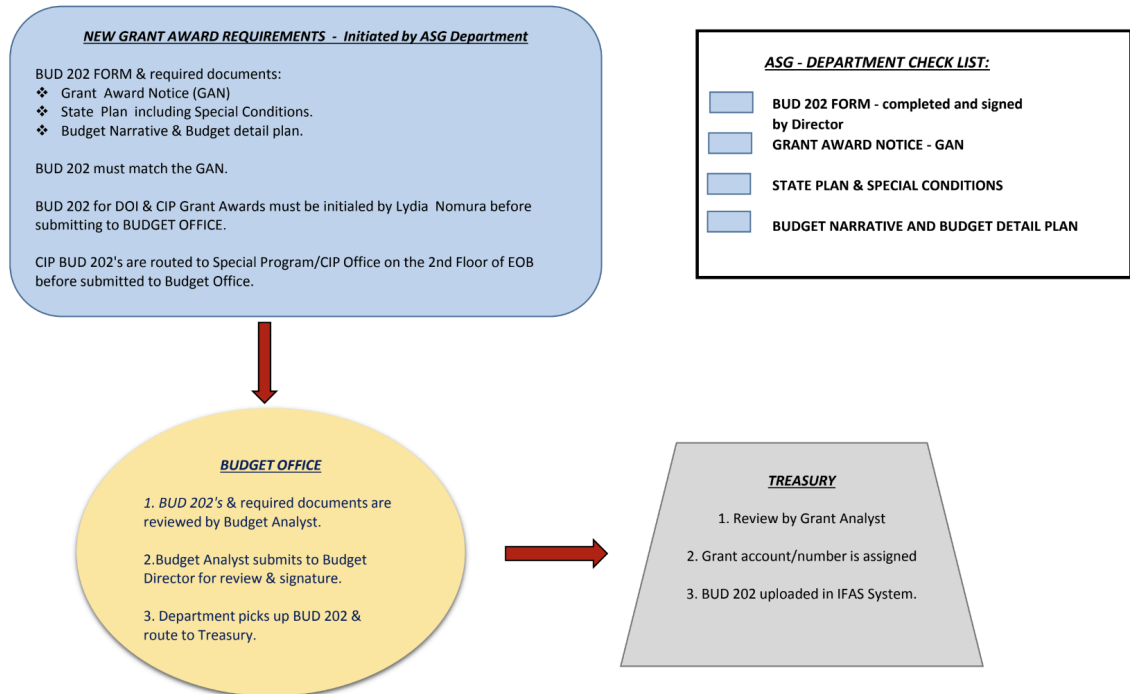 NEW GRANT AWARD REQUIREMENTS - Initiated by ASG Department
BUD 202 FORM & required documents:
❖ Grant Award Notice (GAN)
❖ State Plan including Special Conditions.
❖ Budget Narrative & Budget detail plan.
BUD 202 must match the GAN.
BUD 202 for DOI & CIP Grant Awards must be initialed by Lydia Nomura before
submitting to BUDGET OFFICE.
CIP BUD 202's are routed to Special Program/CIP Office on the 2nd Floor of EOB
before submitted to Budget Office.
ASG - DEPARTMENT CHECK LIST:
BUD 202 FORM - completed and signed
by Director
GRANT AWARD NOTICE - GAN
STATE PLAN & SPECIAL CONDITIONS
BUDGET NARRATIVE AND BUDGET DETAIL PLAN
BUDGET OFFICE
1. BUD 202's & required documents are
reviewed by Budget Analyst.
2.Budget Analyst submits to Budget
Director for review & signature.
3. Department picks up BUD 202 &
route to Treasury.
TREASURY
1. Review by Grant Analyst
2. Grant account/number is assigned
3. BUD 202 uploaded in IFAS System.